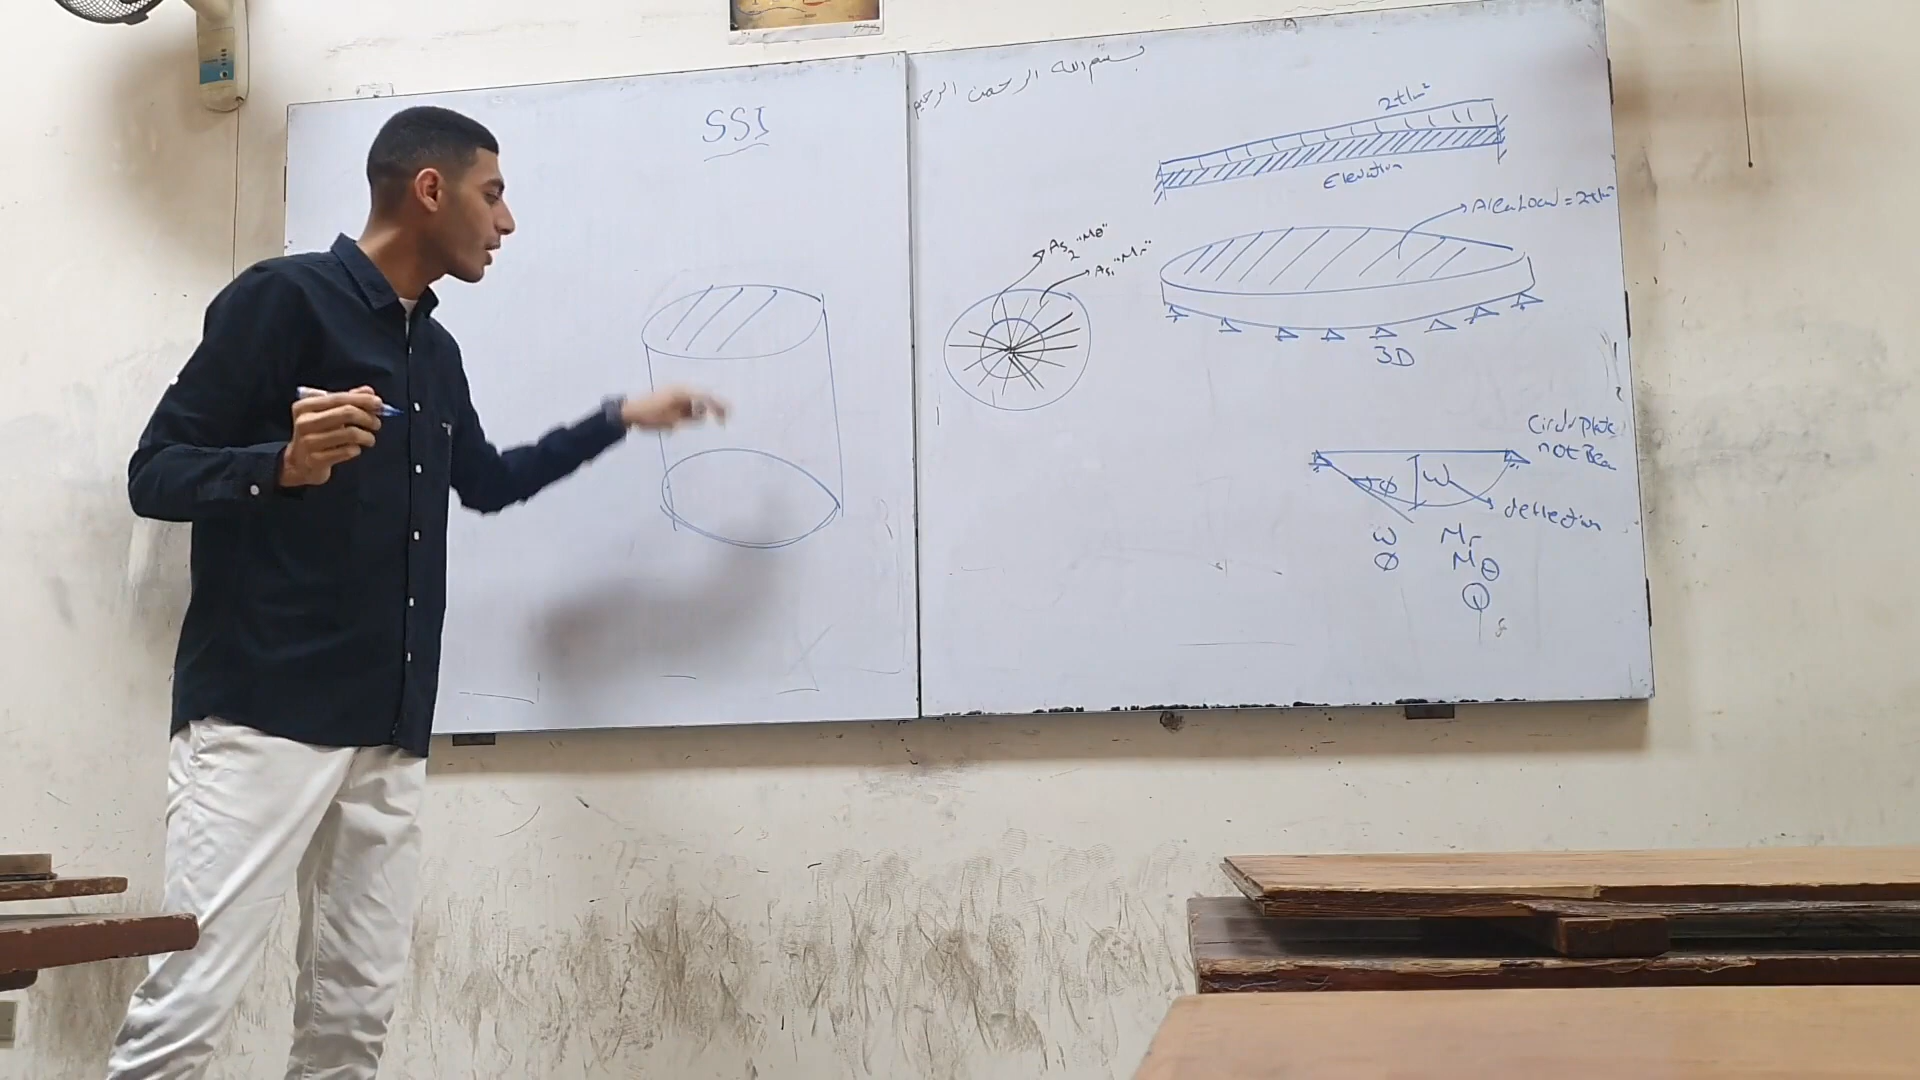 SSI
بسم الله الرحمن الرحيم
2t/m²
Elevation
Area Load = 2t/m²
As₂ "Mθ"
As₁ "Mr"
3D
Circular Plate
not Beam
ϕ
w
deflection
w Mr
ϕ Mθ
Q